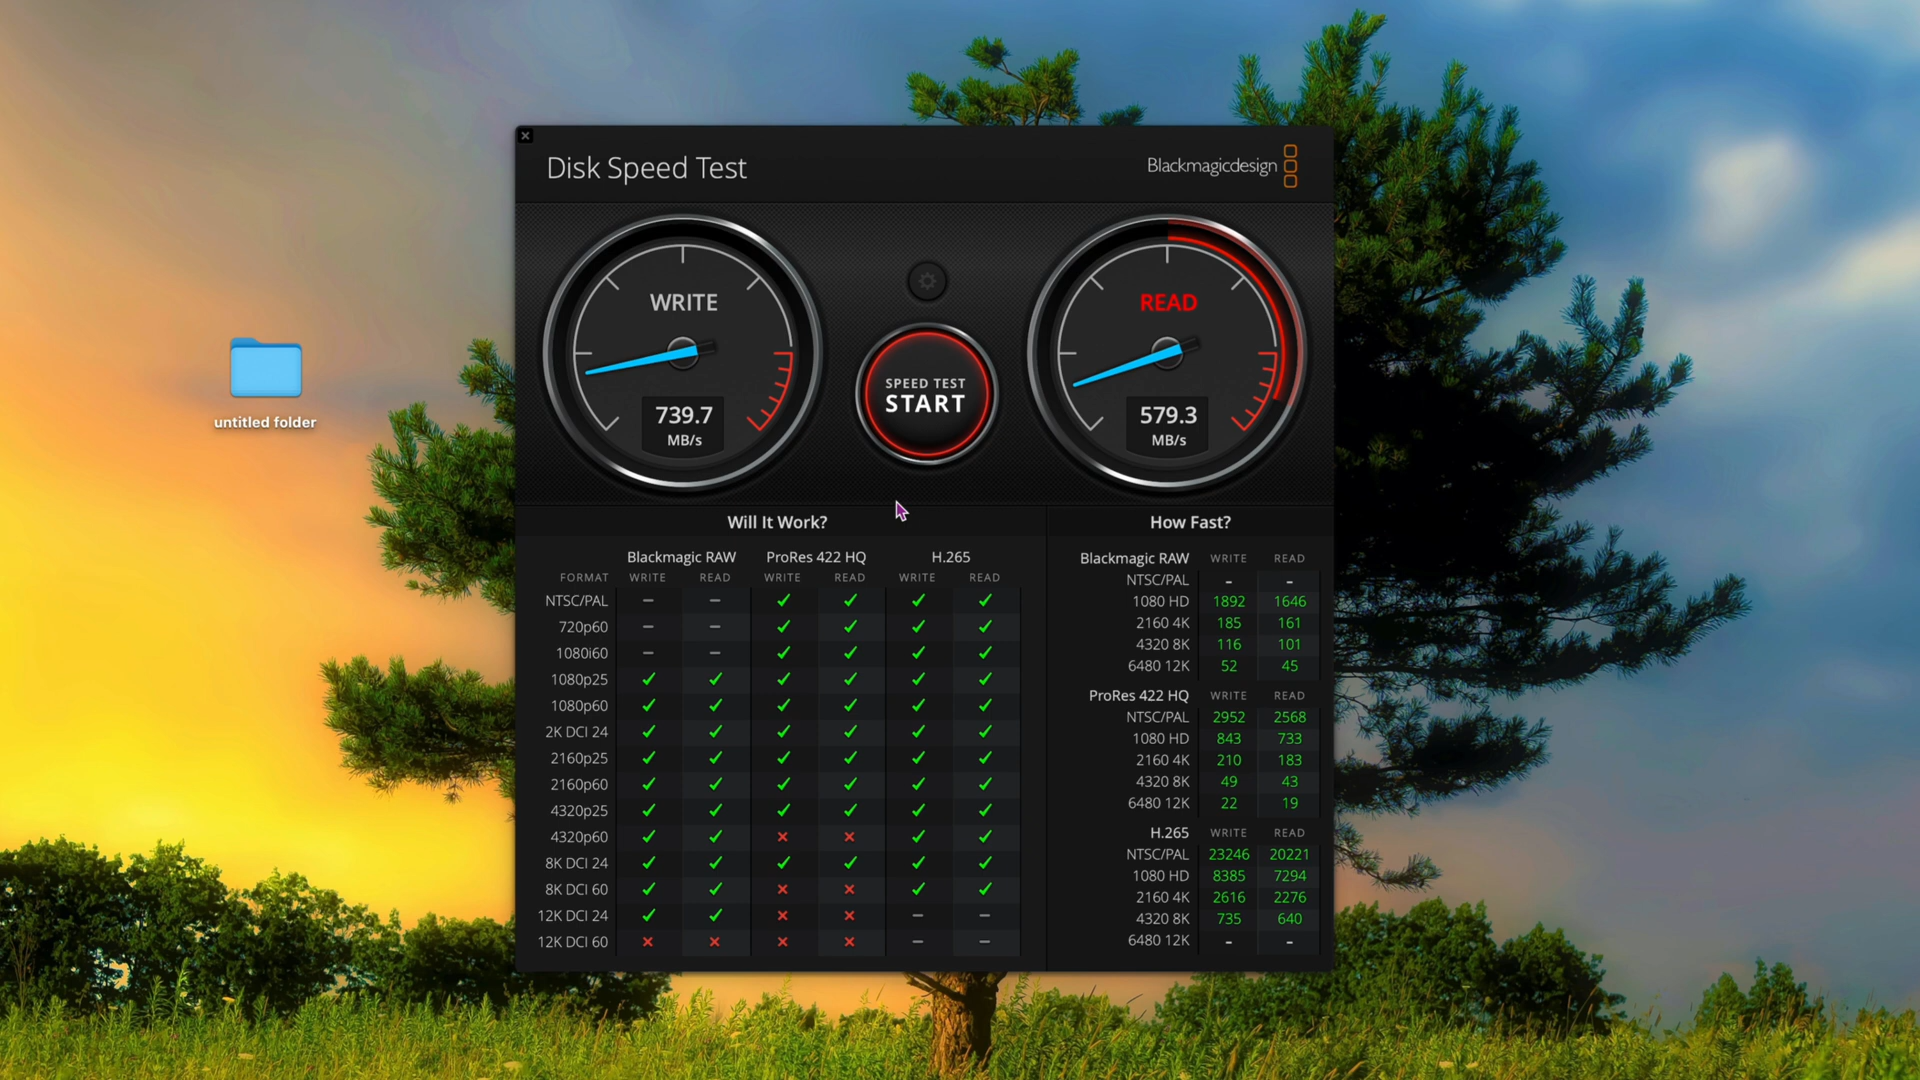 Disk Speed Test
Blackmagicdesign
WRITE
739.7
MB/s
SPEED TEST
START
READ
579.3
MB/s
untitled folder
Will It Work?
Blackmagic RAW ProRes 422 HQ H.265
FORMAT WRITE READ WRITE READ WRITE READ
NTSC/PAL – – ✓ ✓ ✓ ✓
720p60 – – ✓ ✓ ✓ ✓
1080i60 – – ✓ ✓ ✓ ✓
1080p25 ✓ ✓ ✓ ✓ ✓ ✓
1080p60 ✓ ✓ ✓ ✓ ✓ ✓
2K DCI 24 ✓ ✓ ✓ ✓ ✓ ✓
2160p25 ✓ ✓ ✓ ✓ ✓ ✓
2160p60 ✓ ✓ ✓ ✓ ✓ ✓
4320p25 ✓ ✓ ✓ ✓ ✓ ✓
4320p60 ✓ ✓ ✗ ✗ ✓ ✓
8K DCI 24 ✓ ✓ ✓ ✓ ✓ ✓
8K DCI 60 ✓ ✓ ✗ ✗ ✓ ✓
12K DCI 24 ✓ ✓ ✗ ✗ – –
12K DCI 60 ✗ ✗ ✗ ✗ – –
How Fast?
Blackmagic RAW WRITE READ
NTSC/PAL - -
1080 HD 1892 1646
2160 4K 185 161
4320 8K 116 101
6480 12K 52 45
ProRes 422 HQ WRITE READ
NTSC/PAL 2952 2568
1080 HD 843 733
2160 4K 210 183
4320 8K 49 43
6480 12K 22 19
H.265 WRITE READ
NTSC/PAL 23246 20221
1080 HD 8385 7294
2160 4K 2616 2276
4320 8K 735 640
6480 12K - -